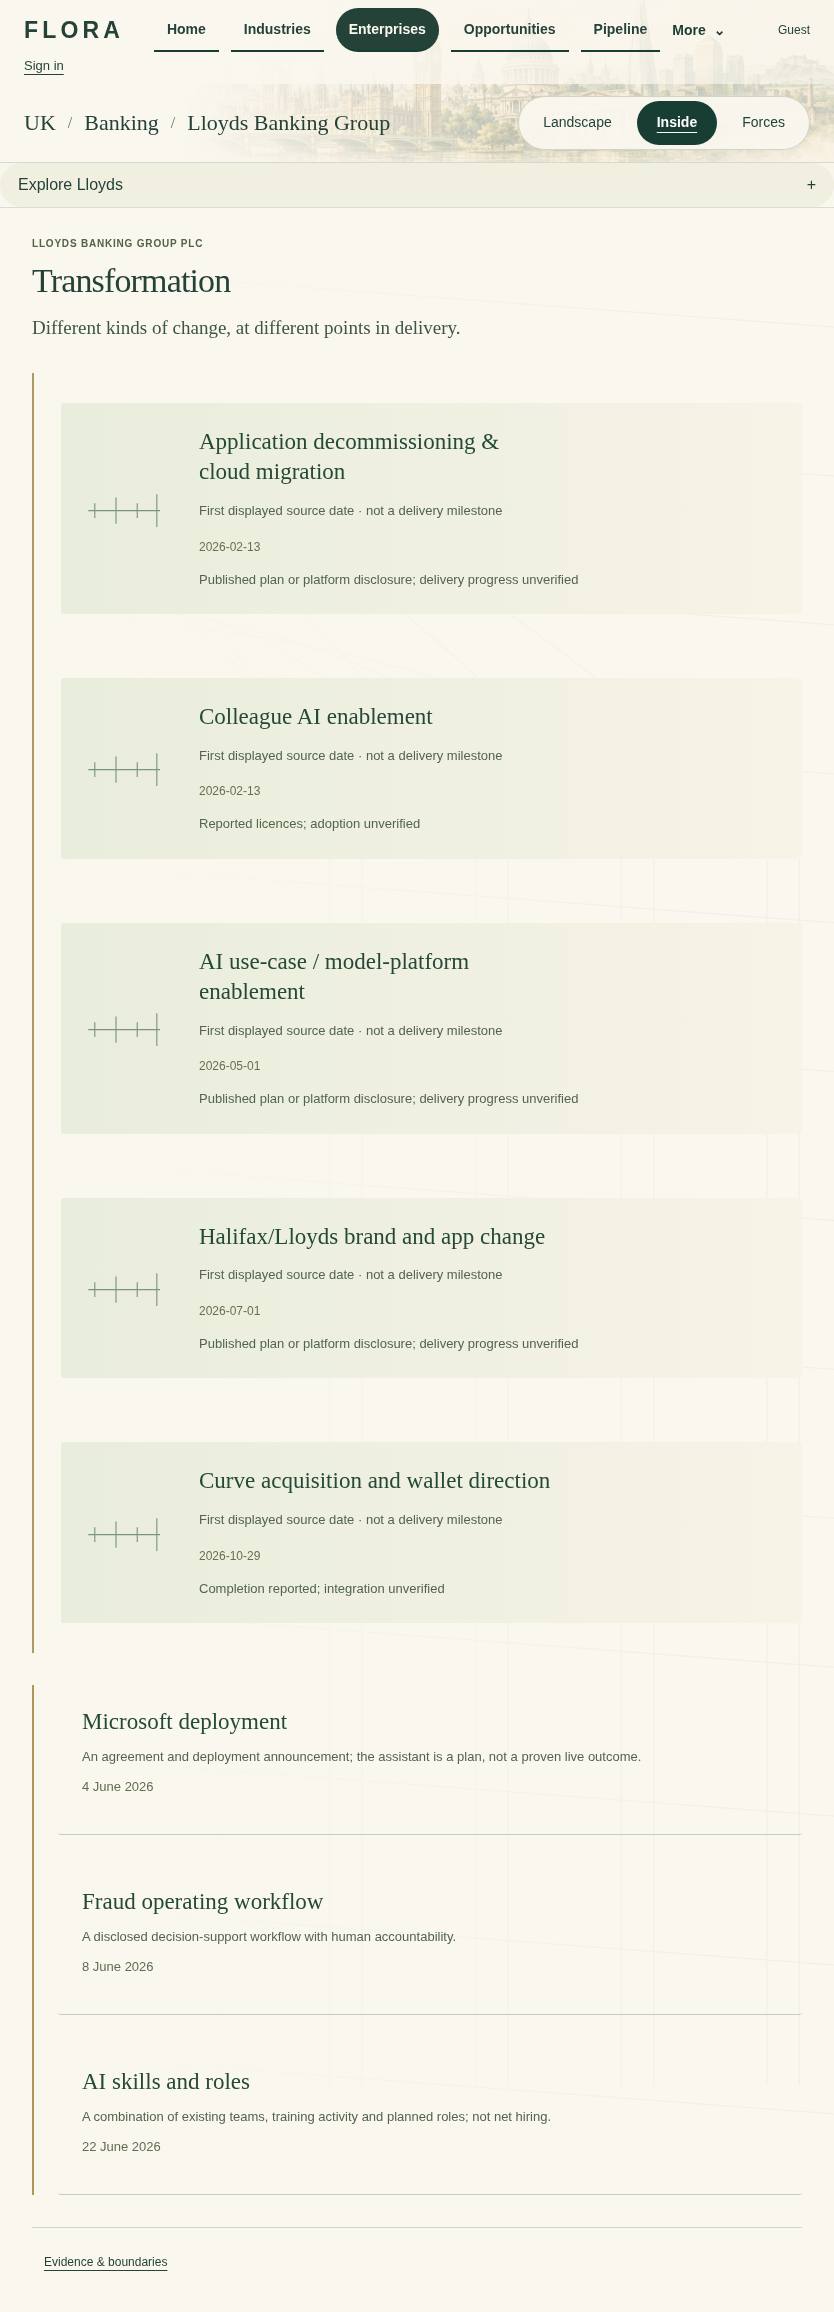 FLORA
Home
Industries
Enterprises
Opportunities
Pipeline
More
Guest
Sign in
UK / Banking / Lloyds Banking Group
Landscape
Inside
Forces
Explore Lloyds +
LLOYDS BANKING GROUP PLC
Transformation
Different kinds of change, at different points in delivery.
Application decommissioning &
cloud migration
First displayed source date · not a delivery milestone
2026-02-13
Published plan or platform disclosure; delivery progress unverified
Colleague AI enablement
First displayed source date · not a delivery milestone
2026-02-13
Reported licences; adoption unverified
AI use-case / model-platform
enablement
First displayed source date · not a delivery milestone
2026-05-01
Published plan or platform disclosure; delivery progress unverified
Halifax/Lloyds brand and app change
First displayed source date · not a delivery milestone
2026-07-01
Published plan or platform disclosure; delivery progress unverified
Curve acquisition and wallet direction
First displayed source date · not a delivery milestone
2026-10-29
Completion reported; integration unverified
Microsoft deployment
An agreement and deployment announcement; the assistant is a plan, not a proven live outcome.
4 June 2026
Fraud operating workflow
A disclosed decision-support workflow with human accountability.
8 June 2026
AI skills and roles
A combination of existing teams, training activity and planned roles; not net hiring.
22 June 2026
Evidence & boundaries